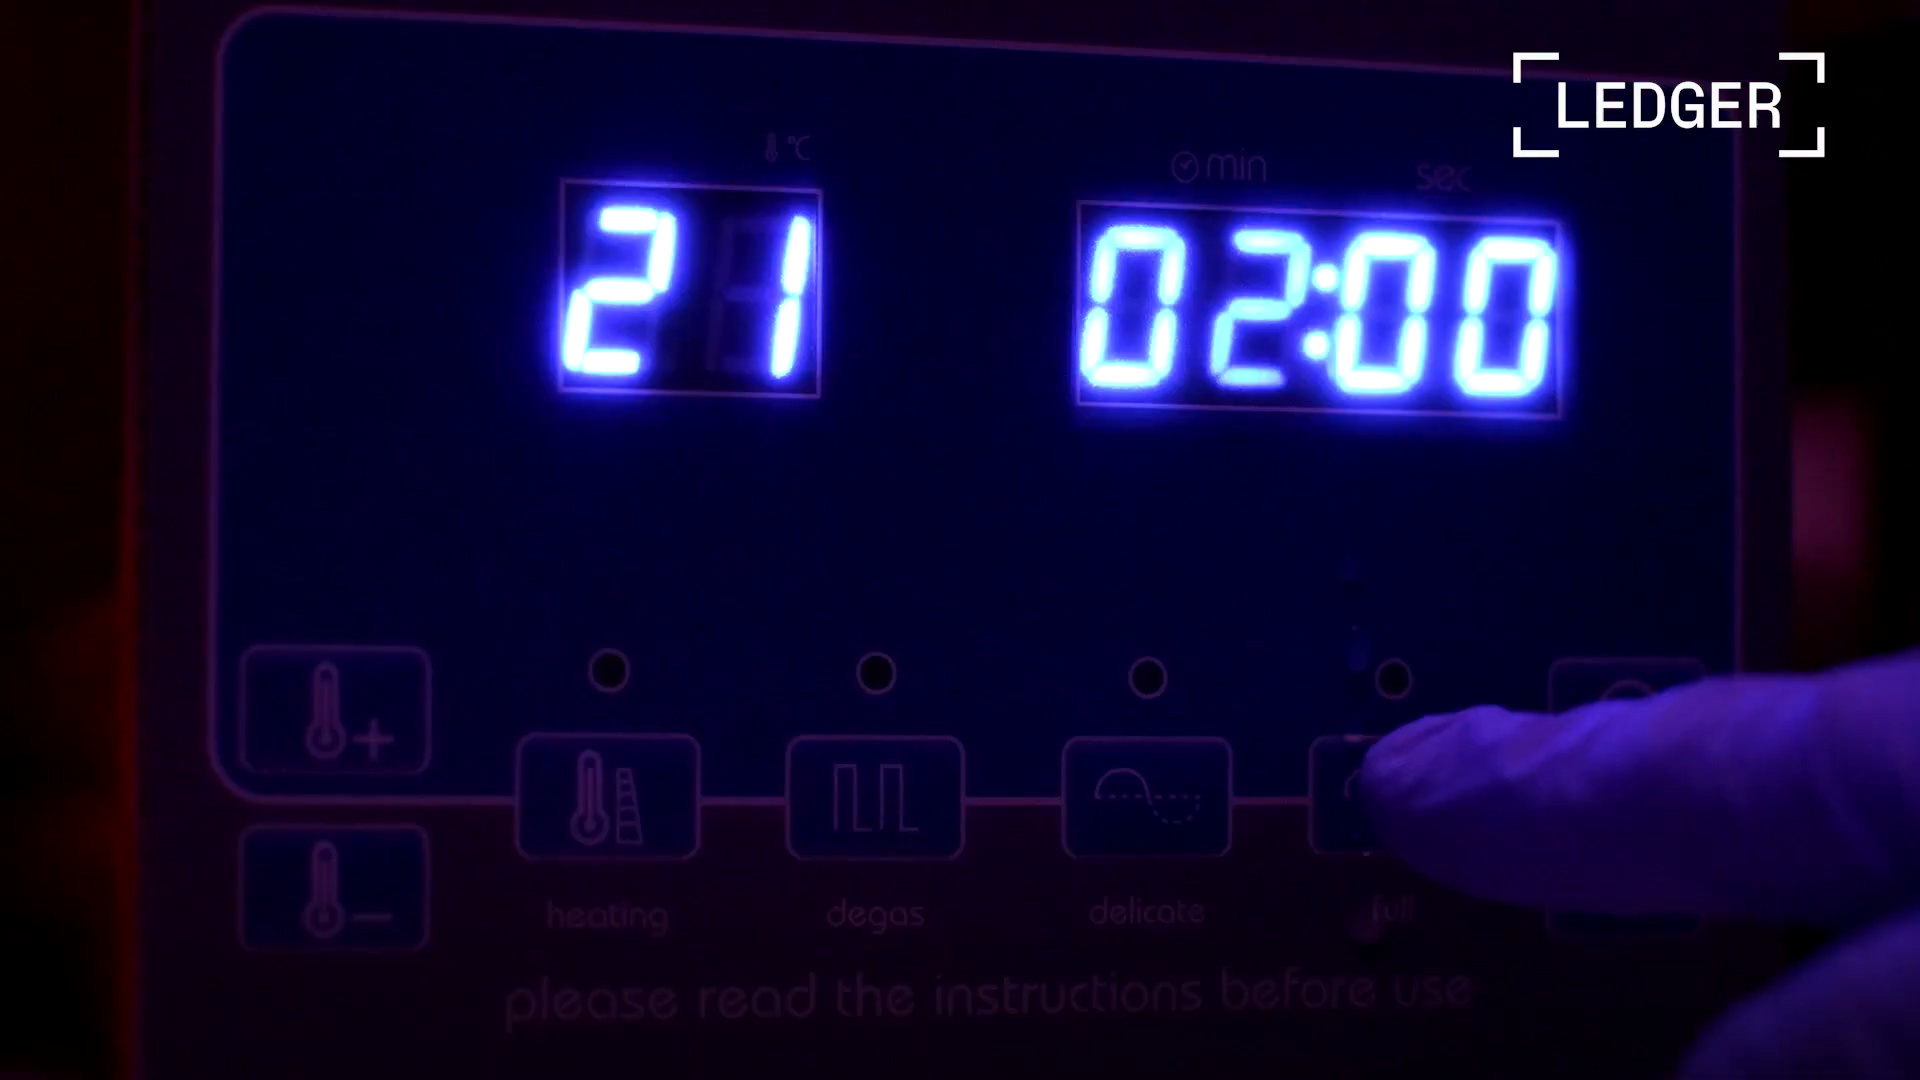 LEDGER
°C
min sec
21 02:00
heating degas delicate full
please read the instructions before use